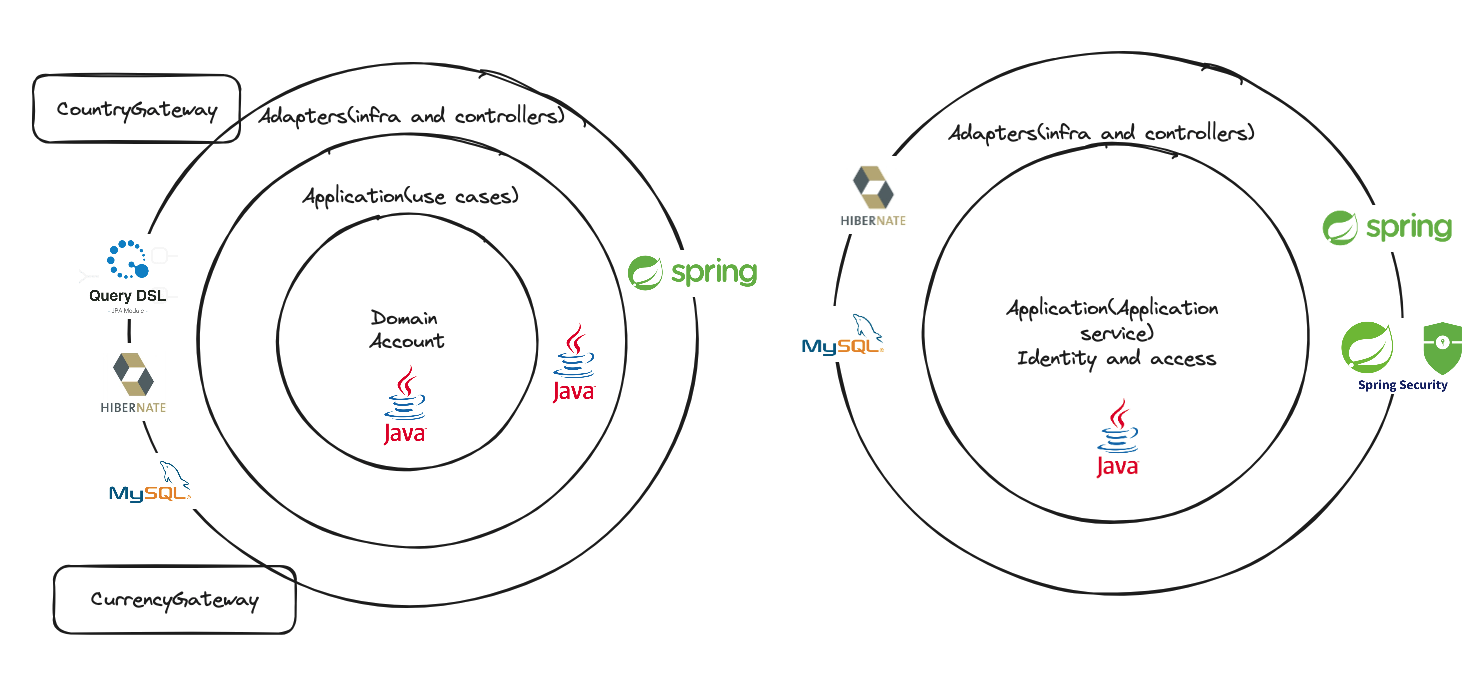 CountryGateway
Adapters(infra and controllers)
Application(use cases)
Query DSL
- JPA Module -
spring
Domain
Account
HIBERNATE
Java
Java
MySQL
CurrencyGateway
Adapters(infra and controllers)
HIBERNATE
spring
Application(Application
service)
Identity and access
MySQL
Spring Security
Java